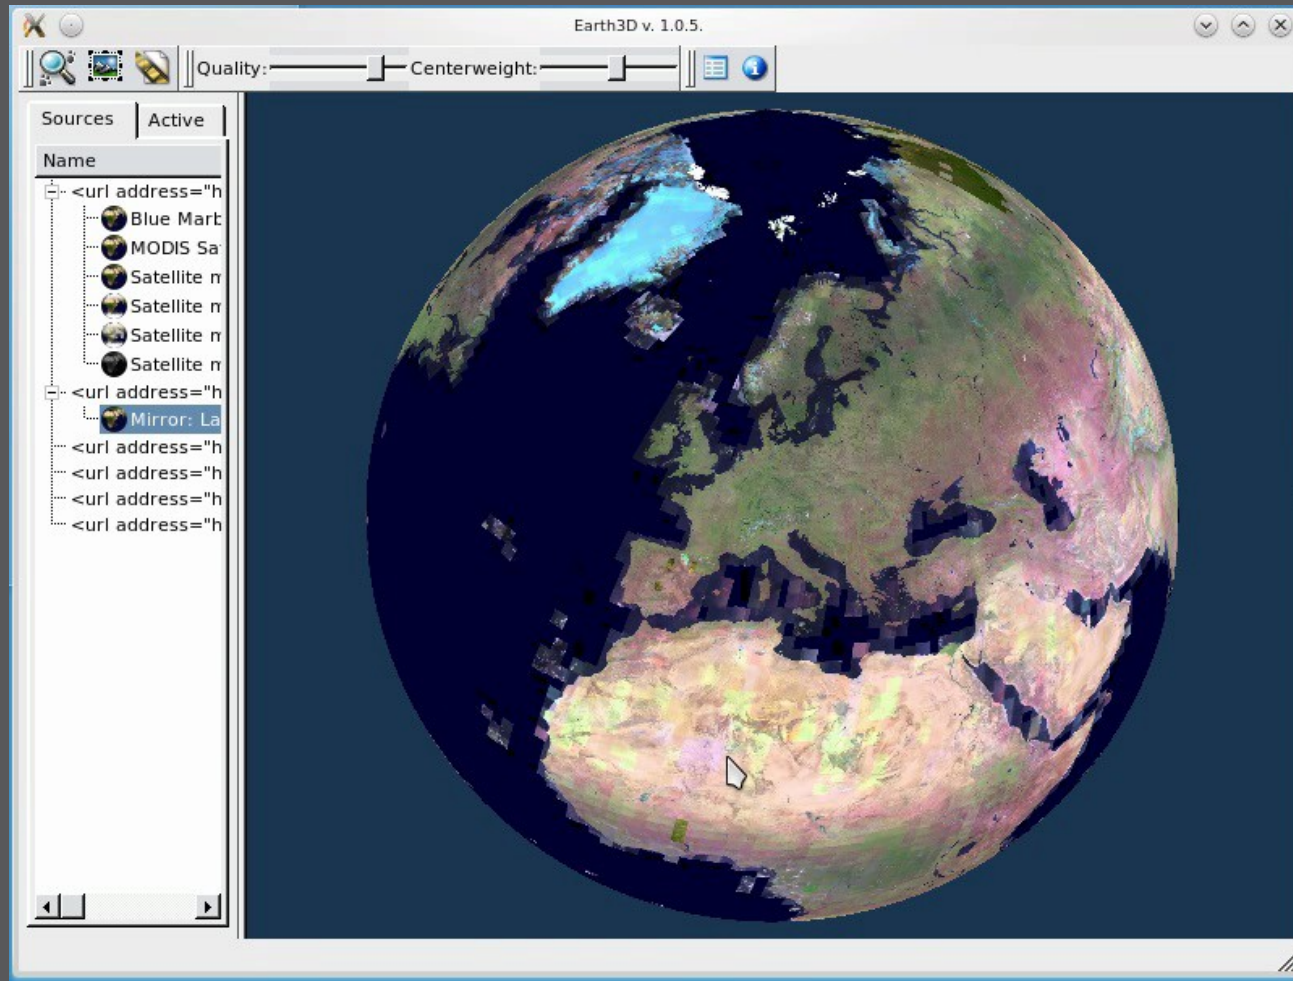 Earth3D v. 1.0.5.
Quality: Centerweight:
Sources Active
Name
<url address="h
Blue Marb
MODIS Sa
Satellite m
Satellite m
Satellite m
Satellite m
<url address="h
Mirror: La
<url address="h
<url address="h
<url address="h
<url address="h